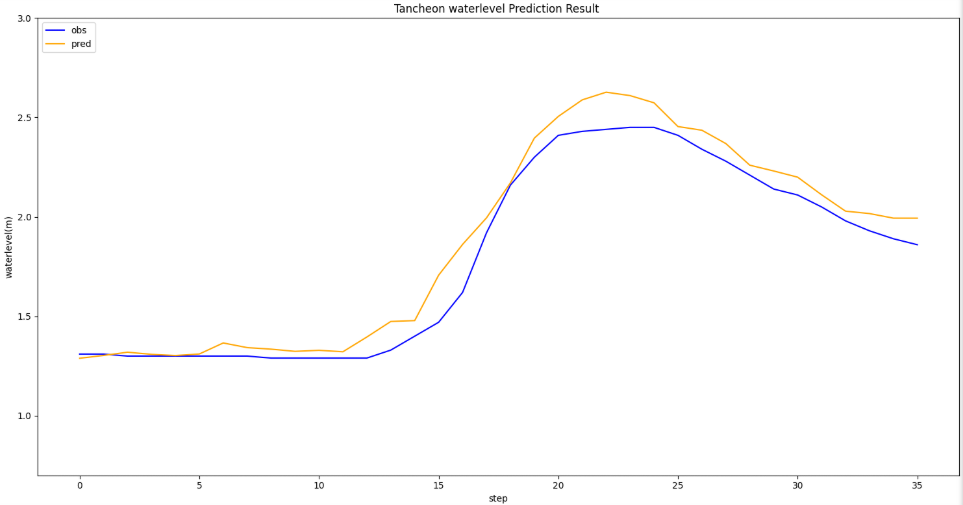 Tancheon waterlevel Prediction Result
obs
pred
3.0
2.5
2.0
1.5
1.0
waterlevel(m)
0 5 10 15 20 25 30 35
step